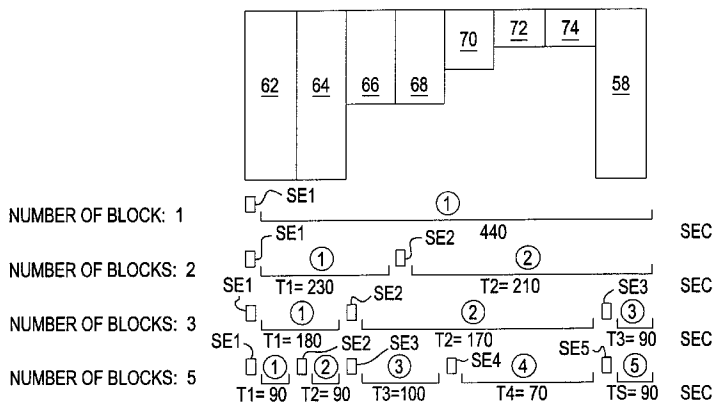 62 64 66 68 70 72 74 58
SE1 ①
NUMBER OF BLOCK: 1 440 SEC
SE1 ① SE2 ②
NUMBER OF BLOCKS: 2 T1= 230 T2= 210 SEC
SE1 ① SE2 ② SE3 ③
NUMBER OF BLOCKS: 3 T1= 180 T2= 170 T3= 90 SEC
SE1 ① SE2 ② SE3 ③ SE4 ④ SE5 ⑤
NUMBER OF BLOCKS: 5 T1= 90 T2= 90 T3=100 T4= 70 TS= 90 SEC